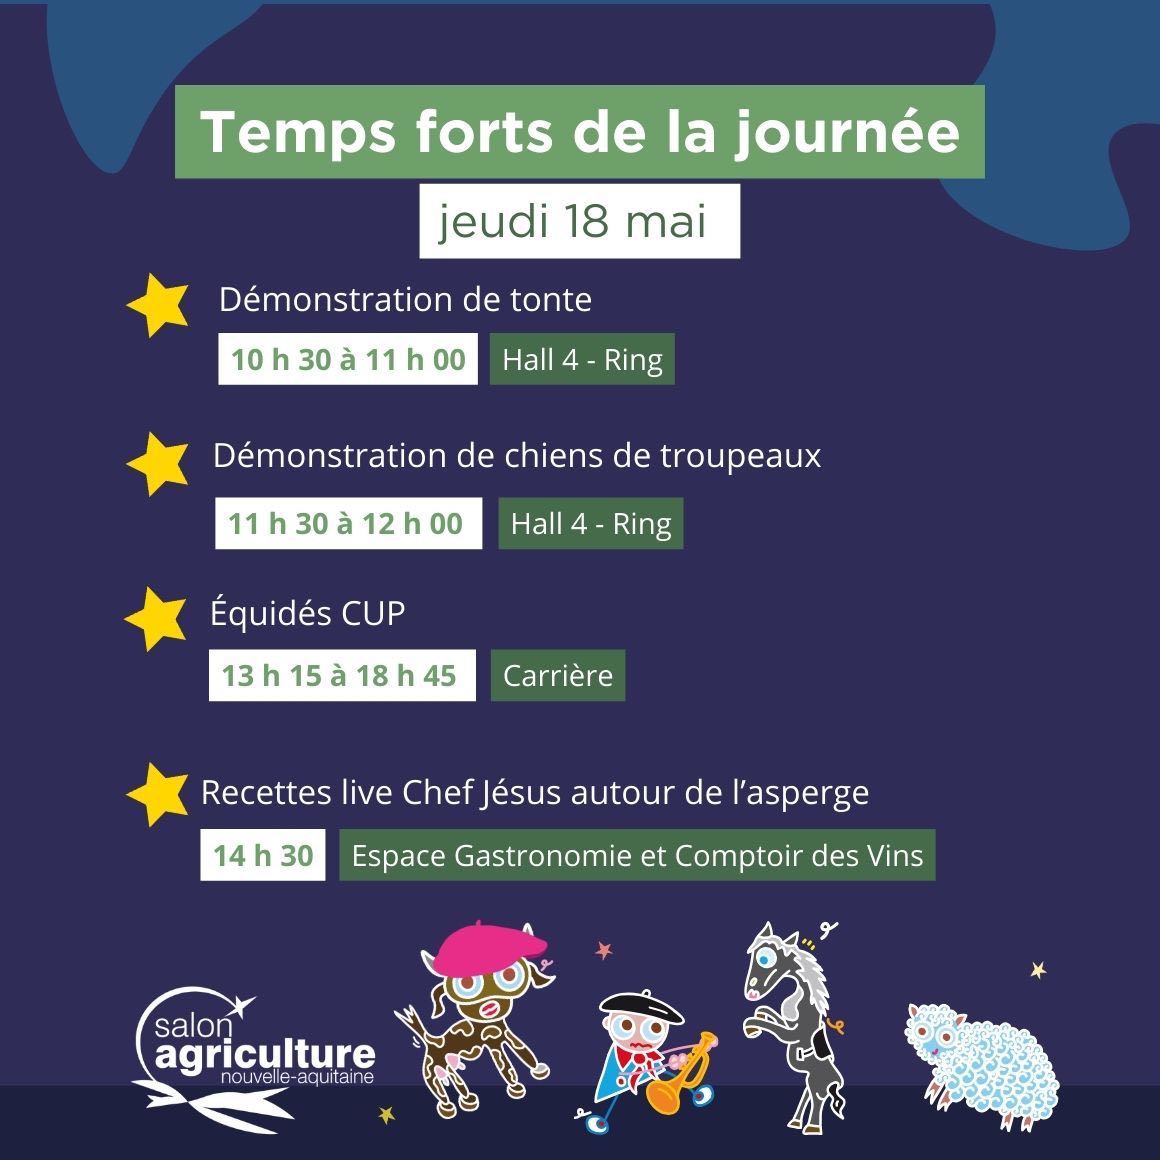 Temps forts de la journée
jeudi 18 mai
Démonstration de tonte
10 h 30 à 11 h 00 Hall 4 - Ring
Démonstration de chiens de troupeaux
11 h 30 à 12 h 00 Hall 4 - Ring
Équidés CUP
13 h 15 à 18 h 45 Carrière
Recettes live Chef Jésus autour de l’asperge
14 h 30 Espace Gastronomie et Comptoir des Vins
salon
agriculture
nouvelle-aquitaine